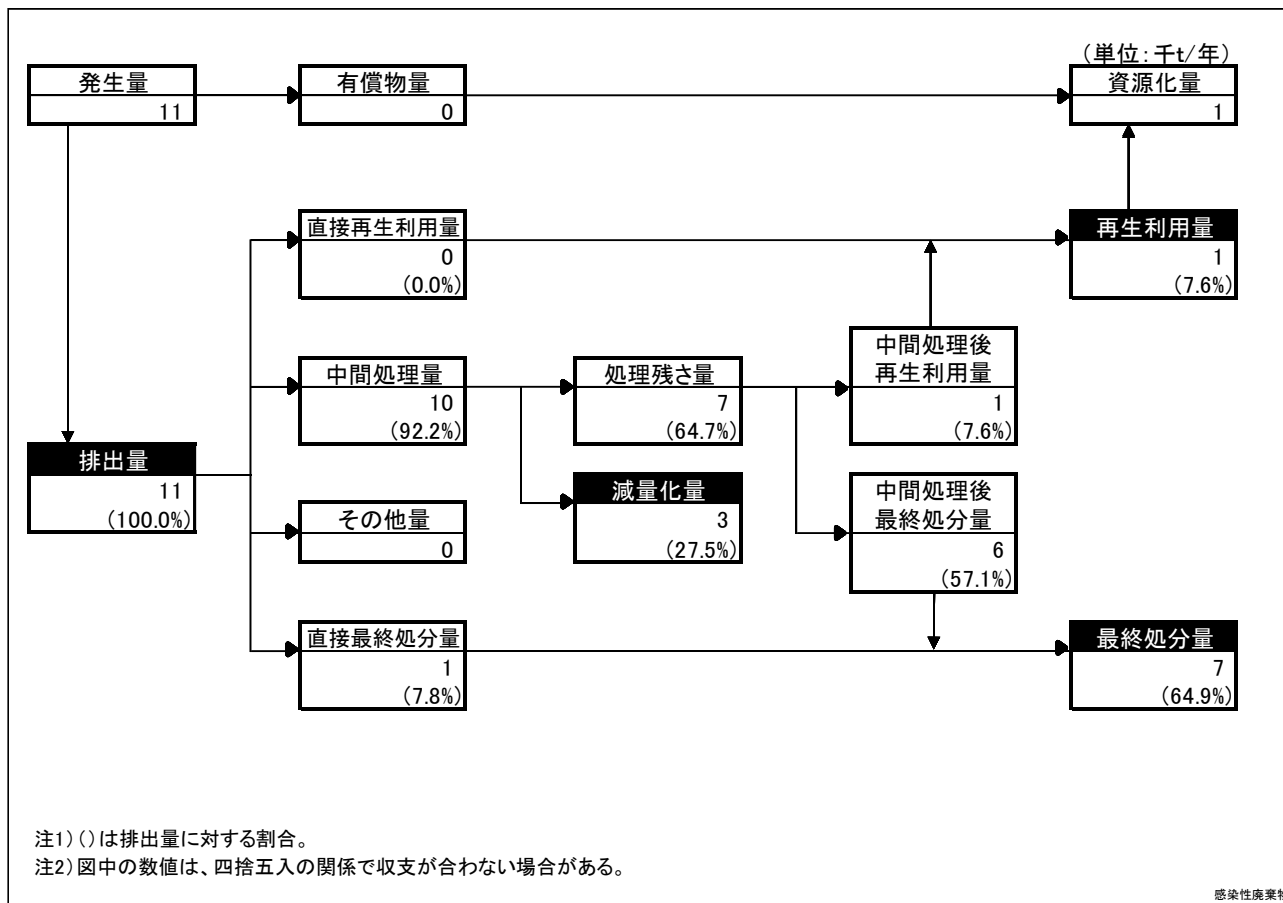 (単位：千t/年)
発生量
11
有償物量
0
資源化量
1
直接再生利用量
0
(0.0%)
再生利用量
1
(7.6%)
中間処理量
10
(92.2%)
処理残さ量
7
(64.7%)
中間処理後
再生利用量
1
(7.6%)
排出量
11
(100.0%)
減量化量
3
(27.5%)
中間処理後
最終処分量
6
(57.1%)
その他量
0
直接最終処分量
1
(7.8%)
最終処分量
7
(64.9%)
注1)()は排出量に対する割合。
注2)図中の数値は、四捨五入の関係で収支が合わない場合がある。
感染性廃棄物